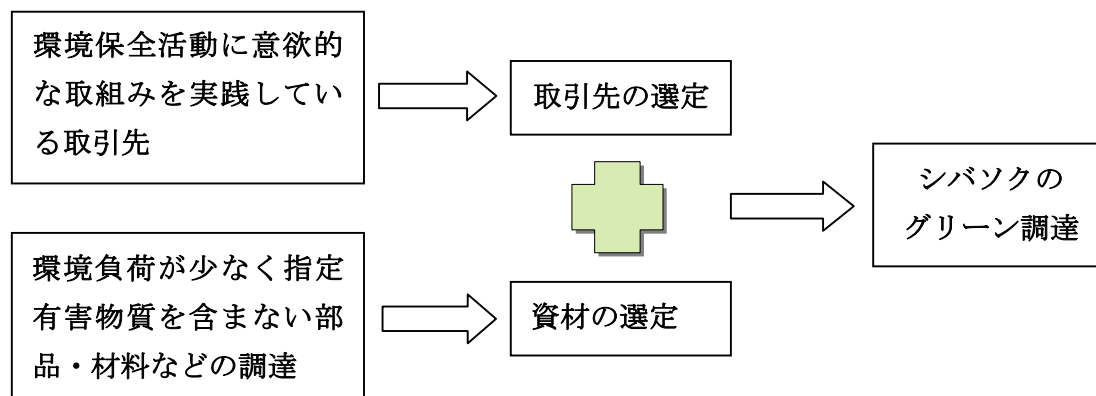 環境保全活動に意欲的
な取組みを実践してい
る取引先
取引先の選定
環境負荷が少なく指定
有害物質を含まない部
品・材料などの調達
資材の選定
シバソクの
グリーン調達